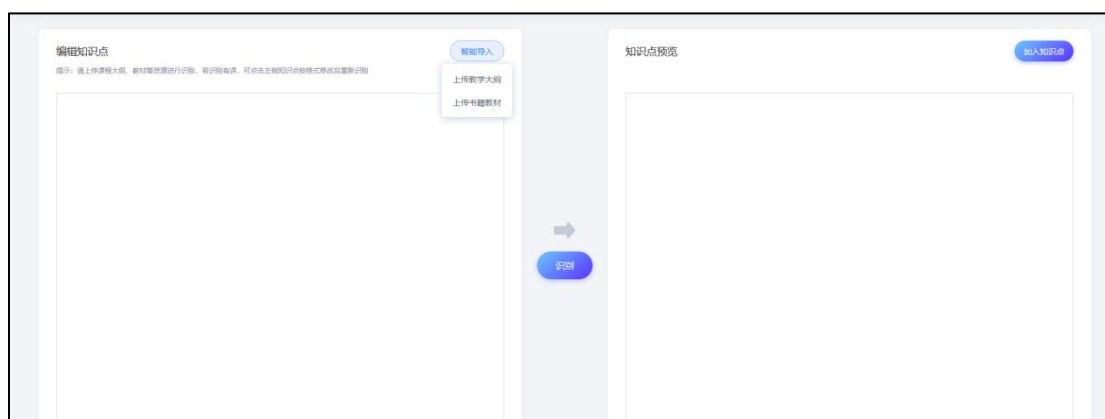 编辑知识点
智能导入
提示：请上传课程大纲、教材等资源进行识别，若识别有误，可点击左侧知识点按格式修改后重新识别
上传教学大纲
上传书籍教材
识别
知识点预览
加入知识点